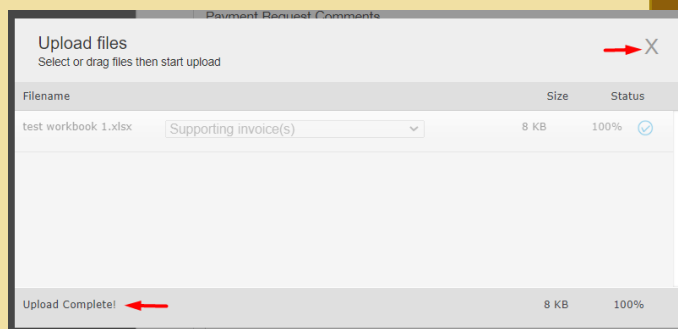 Payment Request Comments
Upload files
X
Select or drag files then start upload
Filename Size Status
test workbook 1.xlsx Supporting invoice(s) 8 KB 100%
Upload Complete! 8 KB 100%